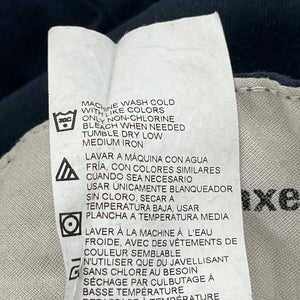 30C
MACHINE WASH COLD
WITH LIKE COLORS
ONLY NON-CHLORINE
BLEACH WHEN NEEDED
TUMBLE DRY LOW
MEDIUM IRON
LAVAR A MÁQUINA CON AGUA
FRÍA, CON COLORES SIMILARES
CUANDO SEA NECESARIO
USAR ÚNICAMENTE BLANQUEADOR
SIN CLORO, SECAR A
TEMPERATURA BAJA, USAR
PLANCHA A TEMPERATURA MEDIA
LAVER À LA MACHINE À L'EAU
FROIDE, AVEC DES VÊTEMENTS DE
COULEUR SEMBLABLE
N'UTILISER QUE DU JAVELLISANT
SANS CHLORE AU BESOIN
SÉCHAGE PAR CULBUTAGE À
BASSE TEMPÉRATURE
axe